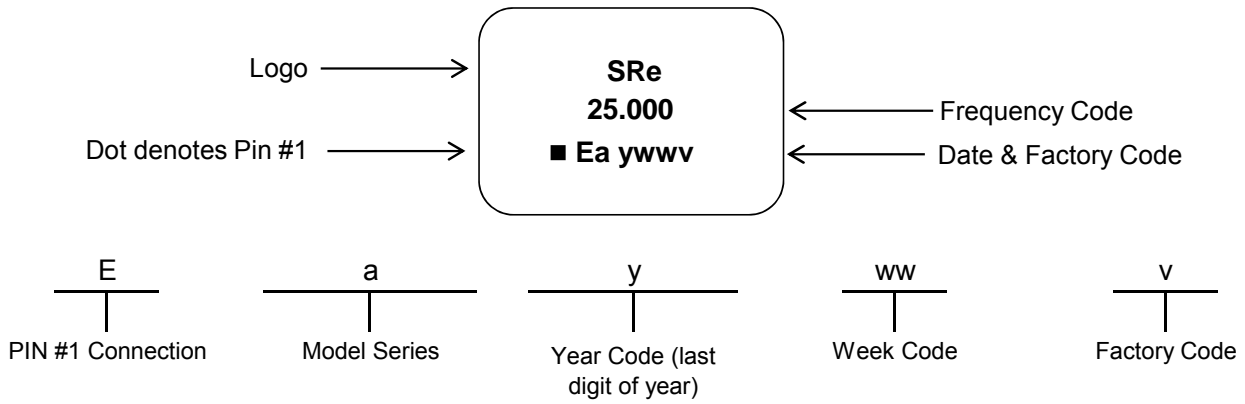 Logo
SRe
25.000
Frequency Code
Dot denotes Pin #1
■ Ea ywwv
Date & Factory Code
E
a
y
ww
v
PIN #1 Connection
Model Series
Year Code (last
digit of year)
Week Code
Factory Code